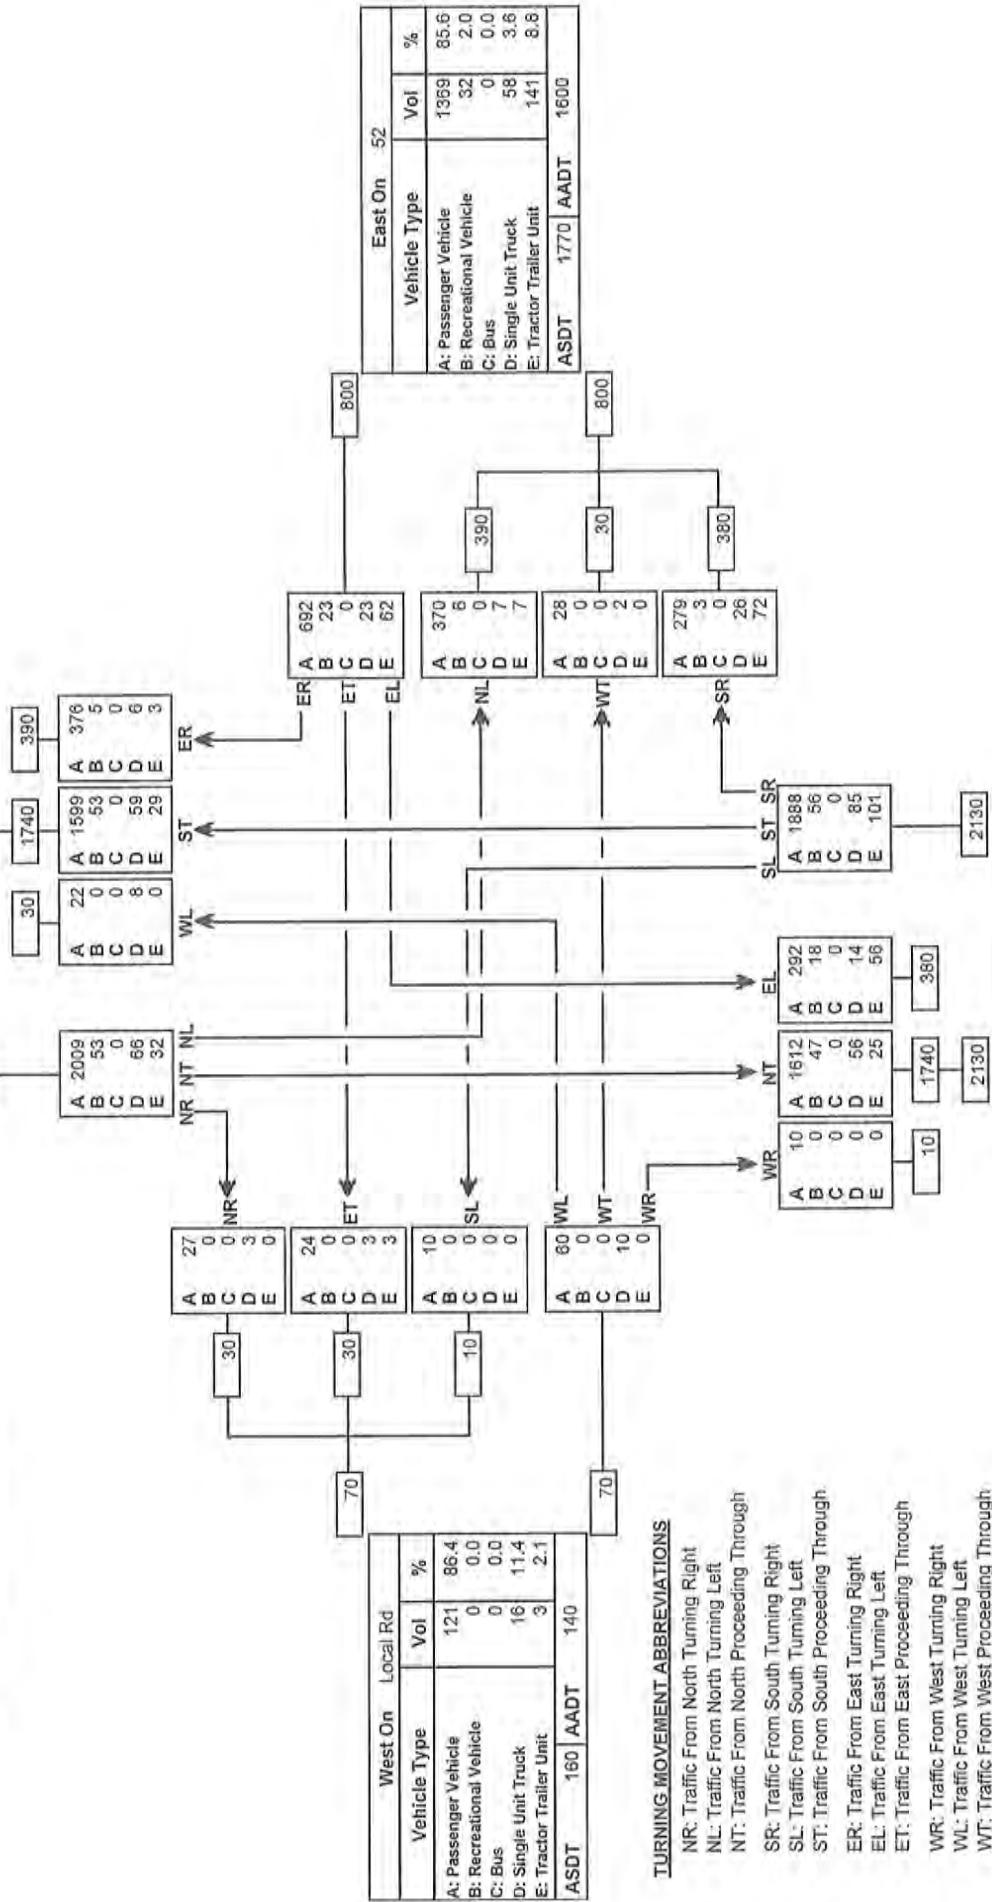 390
1740
30
A 376
B 5
C 0
D 6
E 3
A 1599
B 53
C 0
D 59
E 29
A 22
B 0
C 0
D 8
E 0
A 2009
B 53
C 0
D 66
E 32
ER
ST
WL
NR NT NL
West On Local Rd
Vehicle Type Vol %
A: Passenger Vehicle 121 86.4
B: Recreational Vehicle 0 0.0
C: Bus 0 0.0
D: Single Unit Truck 16 11.4
E: Tractor Trailer Unit 3 2.1
ASDT 160 AADT 140
70
70
30
30
10
A 27
B 0
C 0
D 3
E 0
NR
A 24
B 0
C 0
D 3
E 3
ET
A 10
B 0
C 0
D 0
E 0
SL
A 60
B 0
C 0
D 10
E 0
WL
WT
WR
ER
ET
EL
A 692
B 23
C 0
D 23
E 62
800
NL
A 370
B 6
C 0
D 7
E 7
390
WT
A 28
B 0
C 0
D 2
E 0
30
SR
A 279
B 3
C 0
D 26
E 72
380
800
East On 52
Vehicle Type Vol %
A: Passenger Vehicle 1369 85.6
B: Recreational Vehicle 32 2.0
C: Bus 0 0.0
D: Single Unit Truck 58 3.6
E: Tractor Trailer Unit 141 8.8
ASDT 1770 AADT 1600
WR
NT
EL
SL ST SR
A 10
B 0
C 0
D 0
E 0
A 1612
B 47
C 0
D 56
E 25
A 292
B 18
C 0
D 14
E 56
A 1888
B 56
C 0
D 85
E 101
10
1740
380
2130
2130
TURNING MOVEMENT ABBREVIATIONS
NR: Traffic From North Turning Right
NL: Traffic From North Turning Left
NT: Traffic From North Proceeding Through
SR: Traffic From South Turning Right
SL: Traffic From South Turning Left
ST: Traffic From South Proceeding Through
ER: Traffic From East Turning Right
EL: Traffic From East Turning Left
ET: Traffic From East Proceeding Through
WR: Traffic From West Turning Right
WL: Traffic From West Turning Left
WT: Traffic From West Proceeding Through